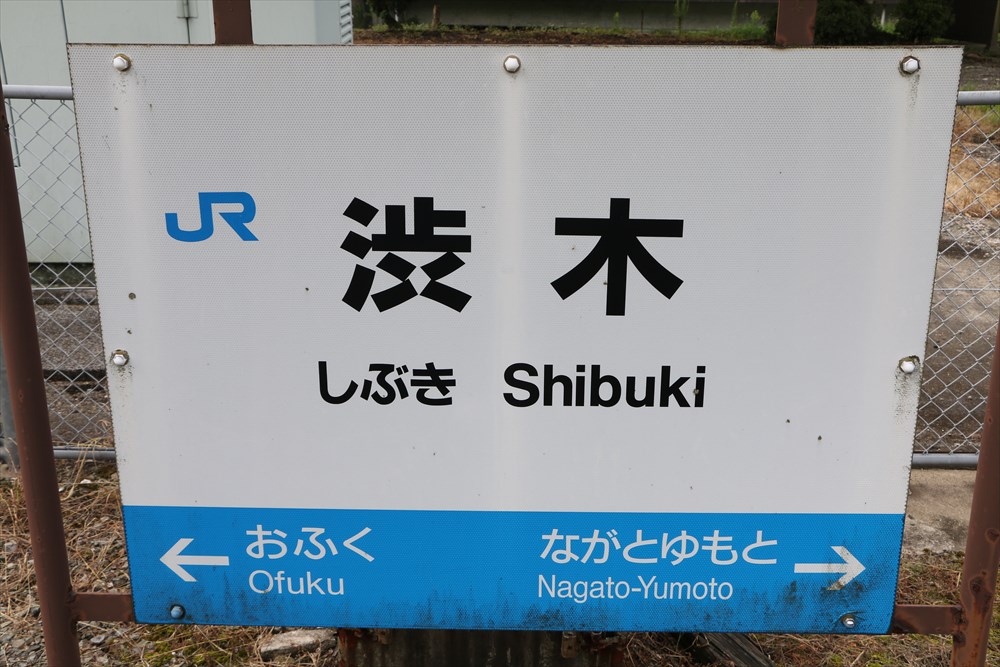 JR 渋木
しぶき Shibuki
← おふく ながとゆもと →
Ofuku Nagato-Yumoto